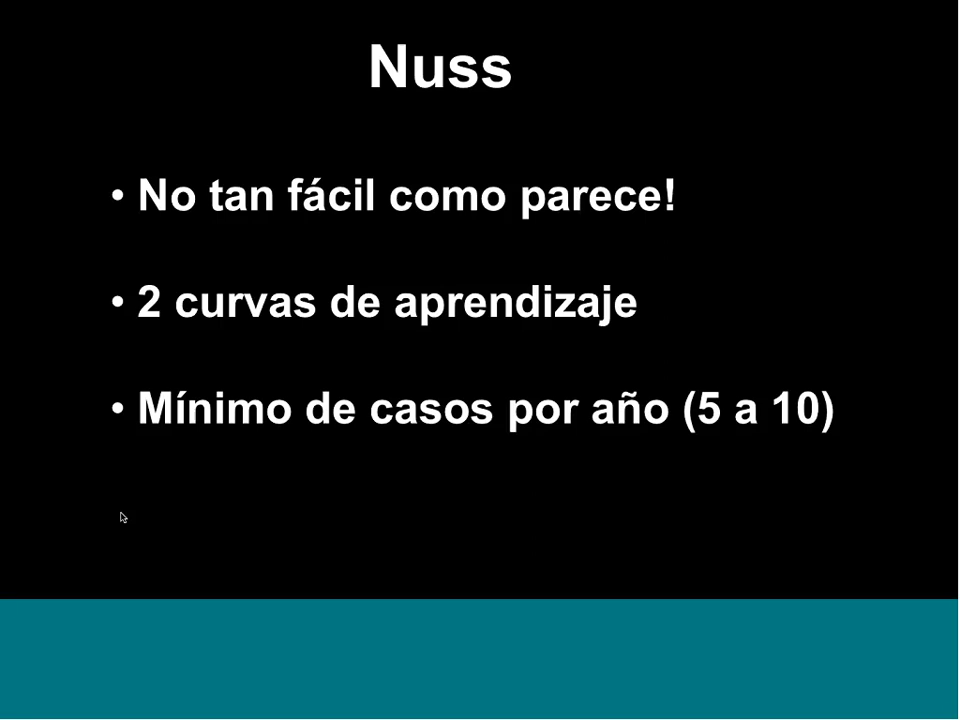 Nuss
• No tan fácil como parece!
• 2 curvas de aprendizaje
• Mínimo de casos por año (5 a 10)